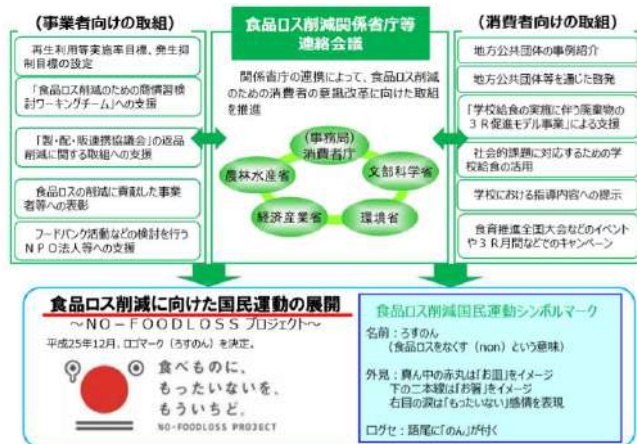 (事業者向けの取組)
再生利用等実施率目標、発生抑
制目標の設定
「食品ロス削減のための商慣習検
討ワーキングチーム」への支援
「製・配・販連携協議会」の返品
削減に関する取組への支援
食品ロスの削減に貢献した事業
者等への表彰
フードバンク活動などの検討を行う
NPO法人等への支援
食品ロス削減関係省庁等
連絡会議
関係省庁の連携によって、食品ロス削減
のための消費者の意識改革に向けた取組
を推進
(事務局)
消費者庁
農林水産省
文部科学省
経済産業省
環境省
(消費者向けの取組)
地方公共団体の事例紹介
地方公共団体等を通じた啓発
「学校給食の実施に伴う廃棄物の
3R促進モデル事業」による支援
社会的課題に対応するための学
校給食の活用
学校における指導内容への提示
食育推進全国大会などのイベント
や3R月間などでのキャンペーン
食品ロス削減に向けた国民運動の展開
～NO-FOODLOSSプロジェクト～
平成25年12月、ロゴマーク(ろすのん)を決定。
食べものに、
もったいないを、
もういちど。
NO-FOODLOSS PROJECT
食品ロス削減国民運動シンボルマーク
名前:ろすのん
(食品ロスをなくす(non)という意味)
外見:真ん中の赤丸は「お皿」をイメージ
下の二本線は「お箸」をイメージ
右目の涙は「もったいない」感情を表現
口グセ:語尾に「のん」が付く